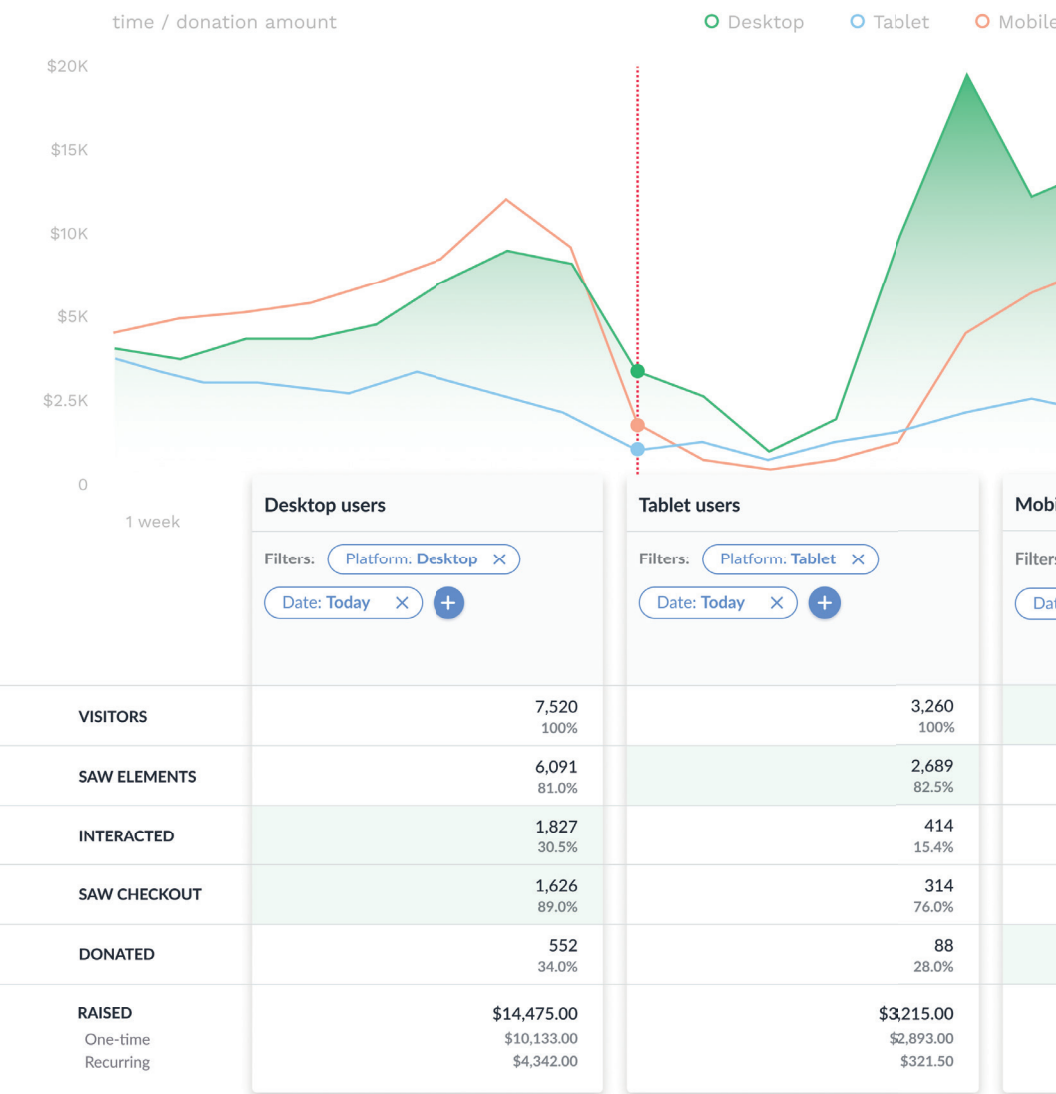 time / donation amount
Desktop
Tablet
Mobile
$20K
$15K
$10K
$5K
$2.5K
0
1 week
Desktop users
Tablet users
Mobi
Filters:
Platform: Desktop
Filters:
Platform: Tablet
Filters
Date: Today
Date: Today
Dat
VISITORS
7,520
100%
3,260
100%
SAW ELEMENTS
6,091
81.0%
2,689
82.5%
INTERACTED
1,827
30.5%
414
15.4%
SAW CHECKOUT
1,626
89.0%
314
76.0%
DONATED
552
34.0%
88
28.0%
RAISED
$14,475.00
$3,215.00
One-time
$10,133.00
$2,893.00
Recurring
$4,342.00
$321.50